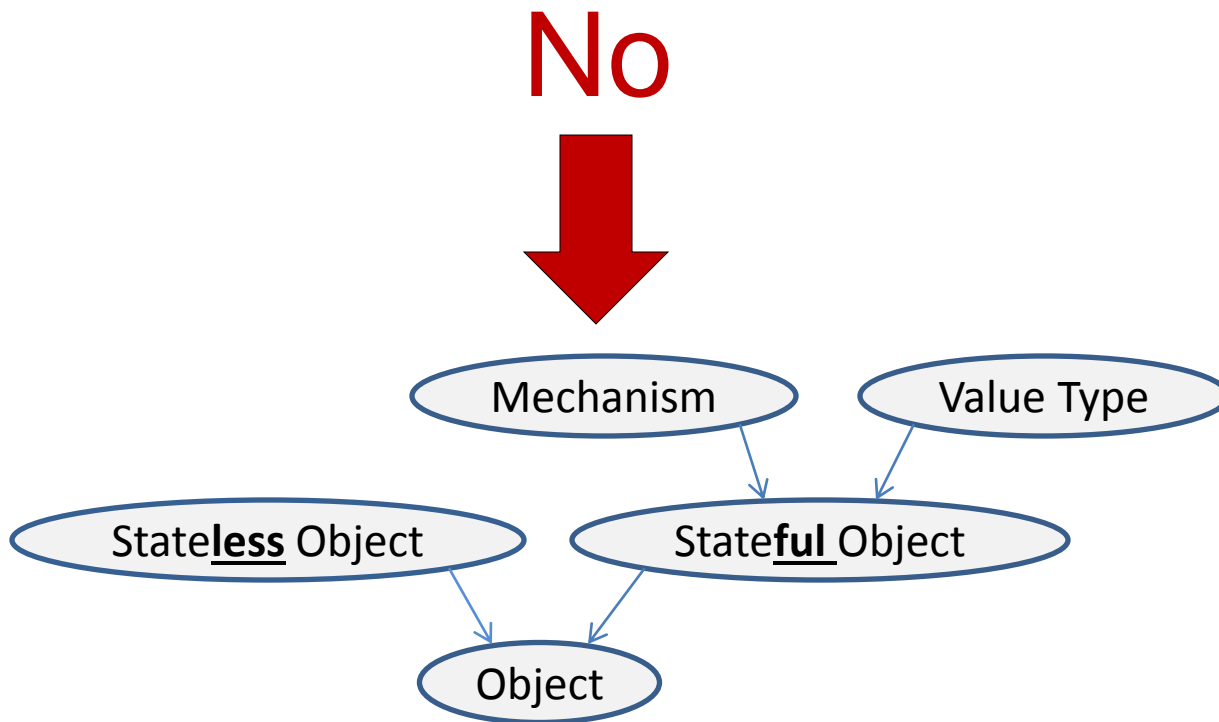 No
Mechanism
Value Type
Stateless Object
Stateful Object
Object